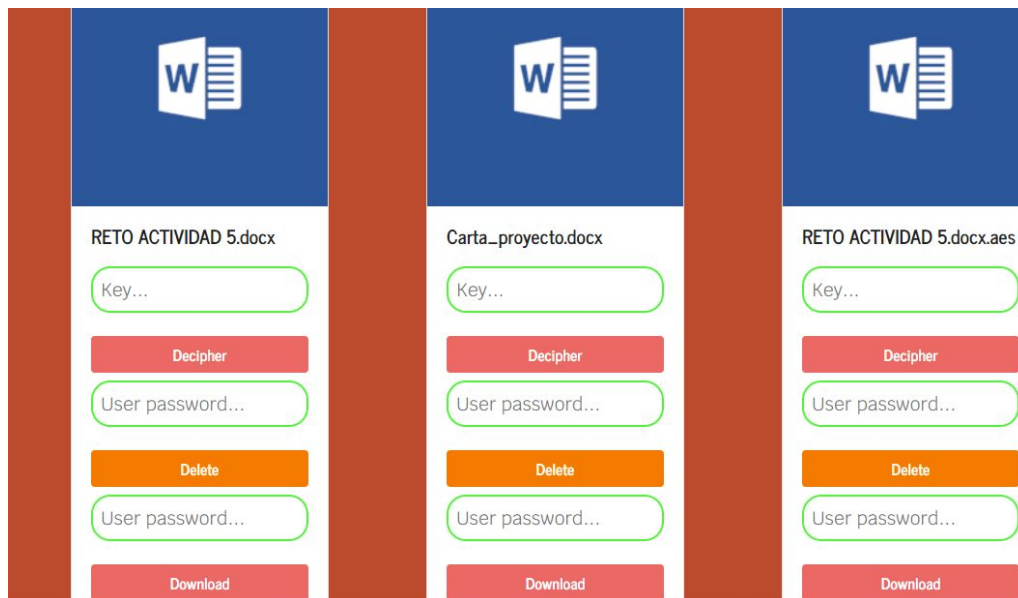 W
RETO ACTIVIDAD 5.docx
Key...
Decipher
User password...
Delete
User password...
Download
W
Carta_proyecto.docx
Key...
Decipher
User password...
Delete
User password...
Download
W
RETO ACTIVIDAD 5.docx.aes
Key...
Decipher
User password...
Delete
User password...
Download